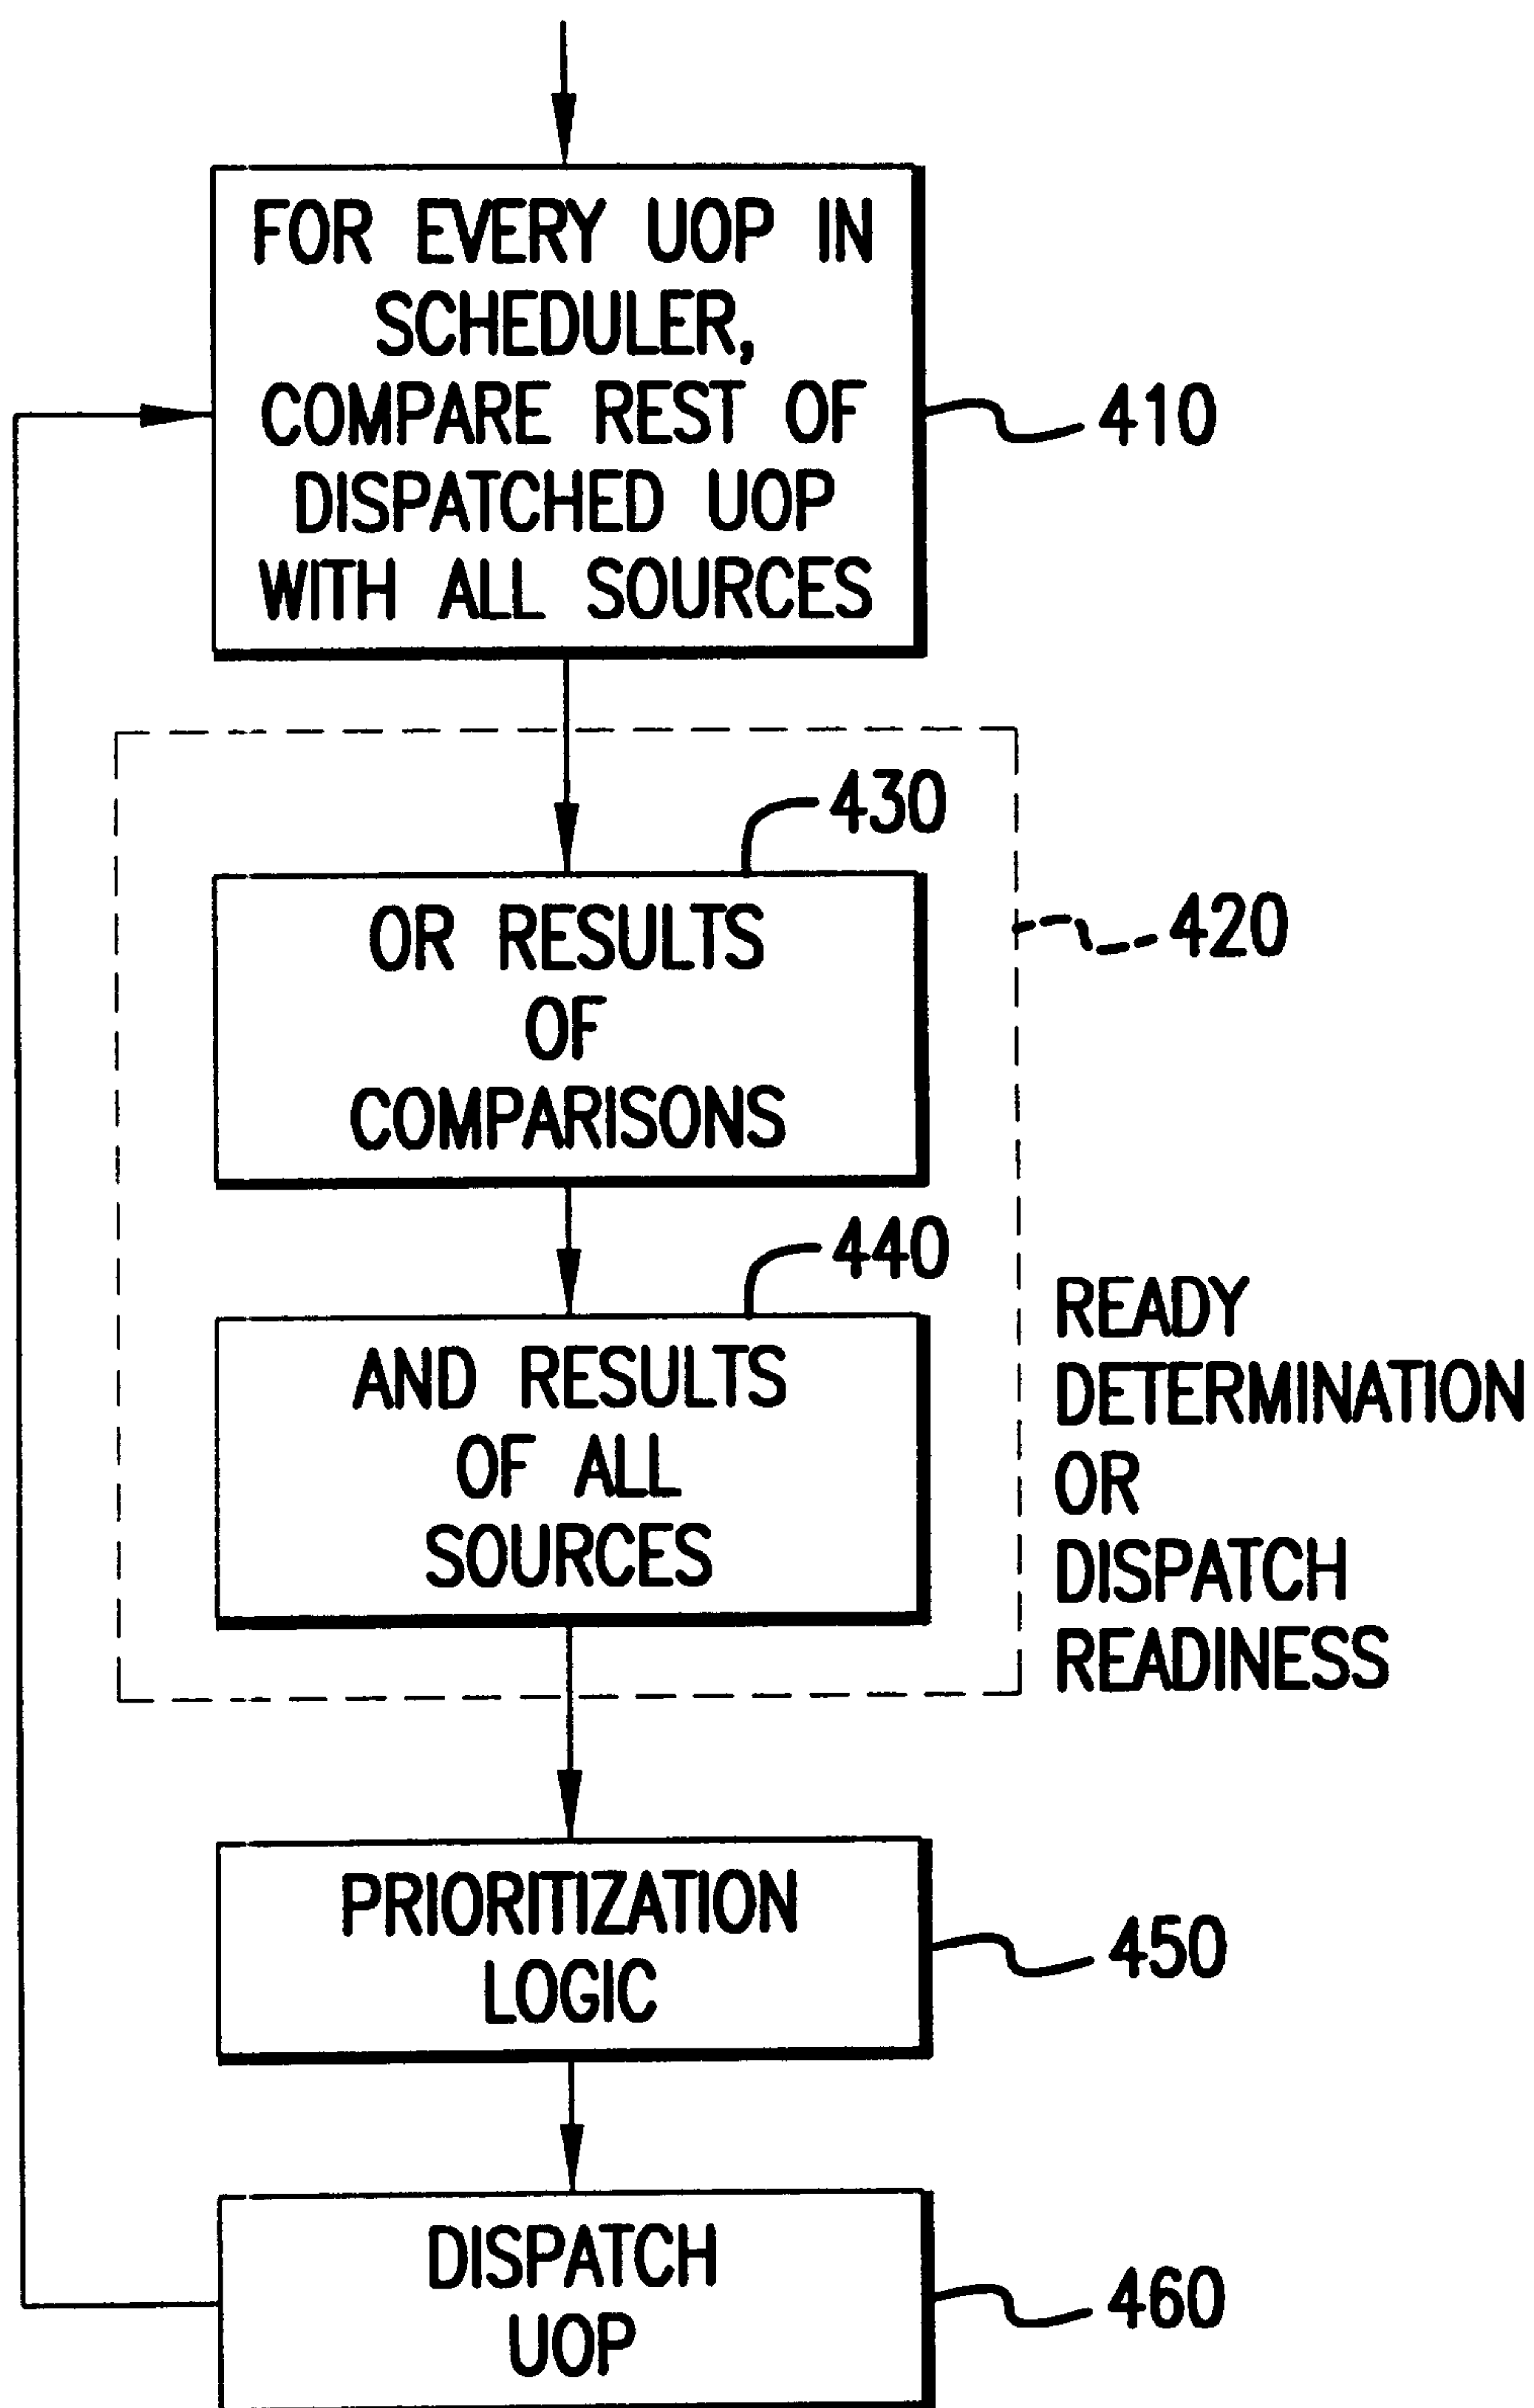 FOR EVERY UOP IN
SCHEDULER,
COMPARE REST OF
DISPATCHED UOP
WITH ALL SOURCES
410
430
420
OR RESULTS
OF
COMPARISONS
440
AND RESULTS
OF ALL
SOURCES
READY
DETERMINATION
OR
DISPATCH
READINESS
PRIORITIZATION
LOGIC
450
DISPATCH
UOP
460